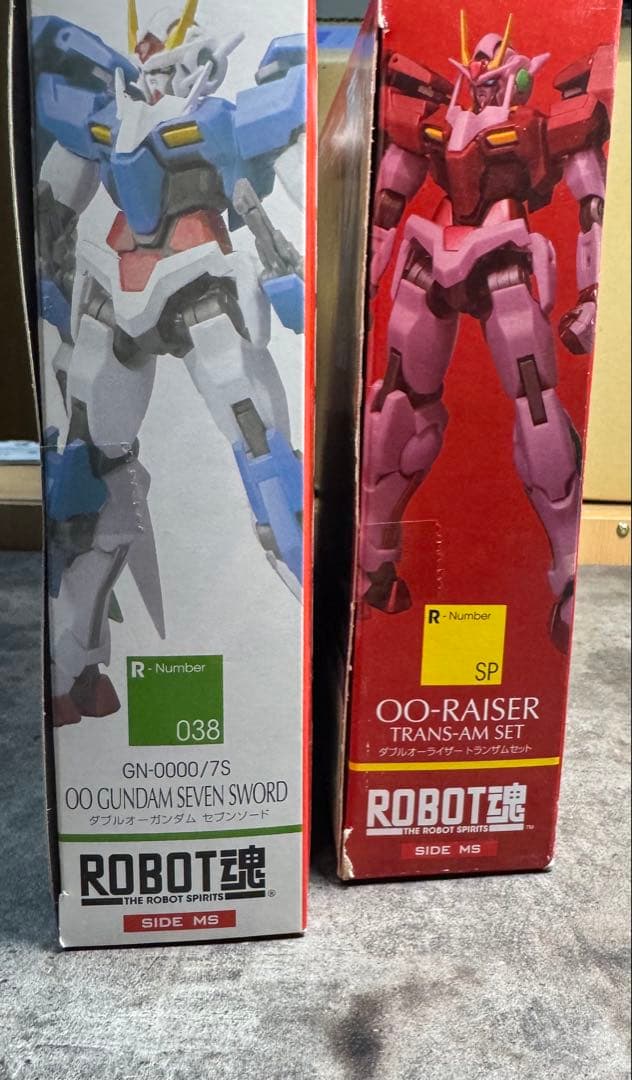 R - Number
038
GN-0000/7S
OO GUNDAM SEVEN SWORD
ダブルオーガンダム セブンソード
ROBOT魂
THE ROBOT SPIRITS
®
SIDE MS
R - Number
SP
OO-RAISER
TRANS-AM SET
ダブルオーライザー トランザムセット
ROBOT魂
THE ROBOT SPIRITS
TM
SIDE MS